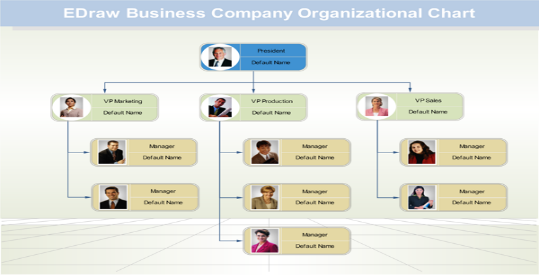 EDraw Business Company Organizational Chart
President
Default Name
VP Marketing
Default Name
VP Production
Default Name
VP Sales
Default Name
Manager
Default Name
Manager
Default Name
Manager
Default Name
Manager
Default Name
Manager
Default Name
Manager
Default Name
Manager
Default Name